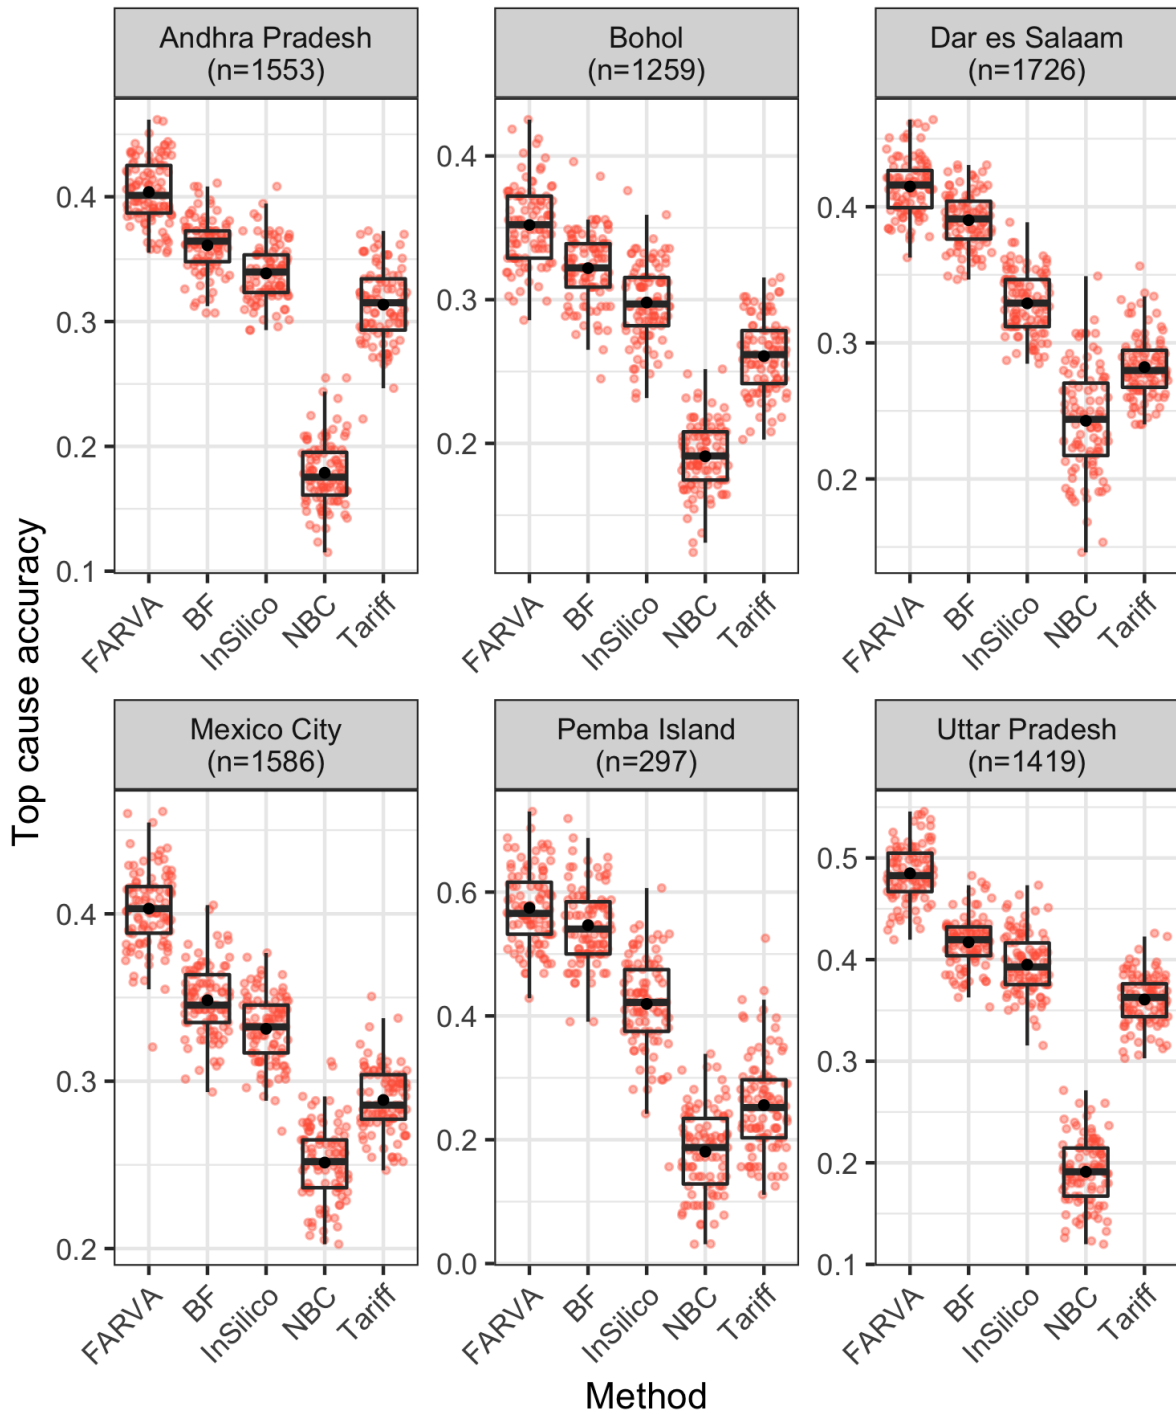 Andhra Pradesh
(n=1553)
Bohol
(n=1259)
Dar es Salaam
(n=1726)
0.4
0.3
0.2
0.1
0.4
0.3
0.2
0.4
0.3
0.2
FARVA
BF
InSilico
NBC
Tariff
FARVA
BF
InSilico
NBC
Tariff
FARVA
BF
InSilico
NBC
Tariff
Top cause accuracy
Mexico City
(n=1586)
Pemba Island
(n=297)
Uttar Pradesh
(n=1419)
0.4
0.3
0.2
0.6
0.4
0.2
0.0
0.5
0.4
0.3
0.2
0.1
FARVA
BF
InSilico
NBC
Tariff
FARVA
BF
InSilico
NBC
Tariff
FARVA
BF
InSilico
NBC
Tariff
Method